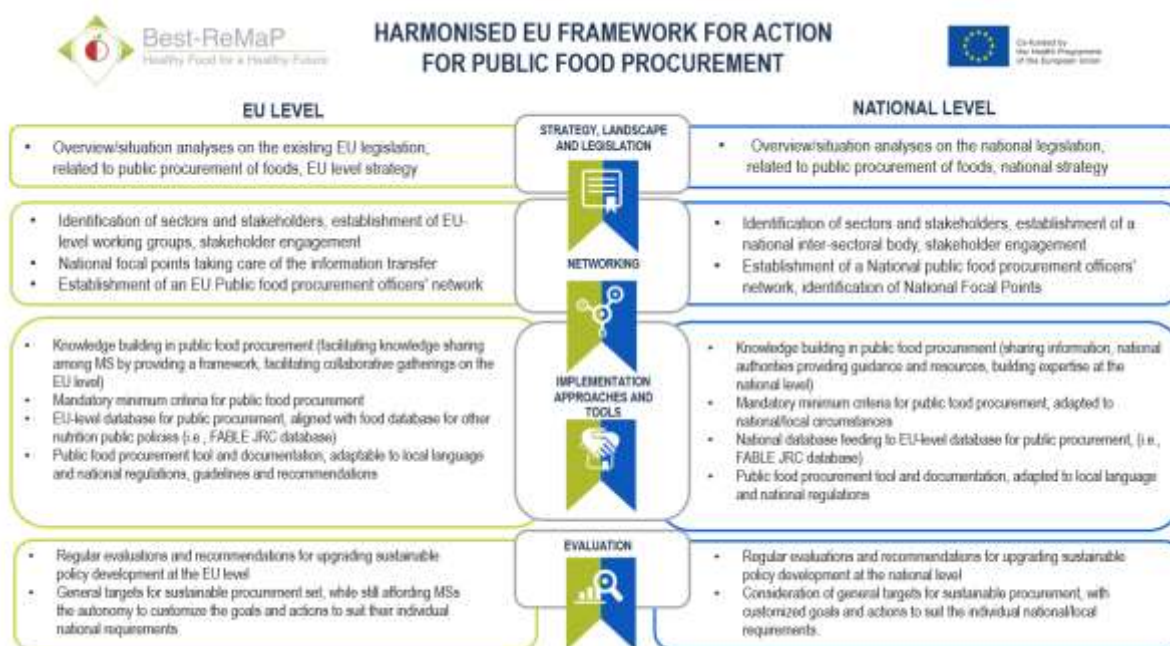 Best-ReMaP
Healthy Food for a Healthy Future
HARMONISED EU FRAMEWORK FOR ACTION
FOR PUBLIC FOOD PROCUREMENT
Co-funded by
the Health Programme
of the European Union
EU LEVEL
• Overview/situation analyses on the existing EU legislation,
related to public procurement of foods, EU level strategy
• Identification of sectors and stakeholders, establishment of EU-
level working groups, stakeholder engagement
• National focal points taking care of the information transfer
• Establishment of an EU Public food procurement officers' network
• Knowledge building in public food procurement (facilitating knowledge sharing
among MS by providing a framework, facilitating collaborative gatherings on the
EU level)
• Mandatory minimum criteria for public food procurement
• EU-level database for public procurement, aligned with food database for other
nutrition public policies (i.e., FABLE JRC database)
• Public food procurement tool and documentation, adaptable to local language
and national regulations, guidelines and recommendations
• Regular evaluations and recommendations for upgrading sustainable
policy development at the EU level
• General targets for sustainable procurement set, while still affording MSs
the autonomy to customize the goals and actions to suit their individual
national requirements
STRATEGY, LANDSCAPE
AND LEGISLATION
NETWORKING
IMPLEMENTATION
APPROACHES AND
TOOLS
EVALUATION
NATIONAL LEVEL
• Overview/situation analyses on the national legislation,
related to public procurement of foods, national strategy
• Identification of sectors and stakeholders, establishment of a
national inter-sectoral body, stakeholder engagement
• Establishment of a National public food procurement officers'
network, identification of National Focal Points
• Knowledge building in public food procurement (sharing information, national
authorities providing guidance and resources, building expertise at the
national level)
• Mandatory minimum criteria for public food procurement, adapted to
national/local circumstances
• National database feeding to EU-level database for public procurement, (i.e.,
FABLE JRC database)
• Public food procurement tool and documentation, adapted to local language
and national regulations
• Regular evaluations and recommendations for upgrading sustainable
policy development at the national level
• Consideration of general targets for sustainable procurement, with
customized goals and actions to suit the individual national/local
requirements.